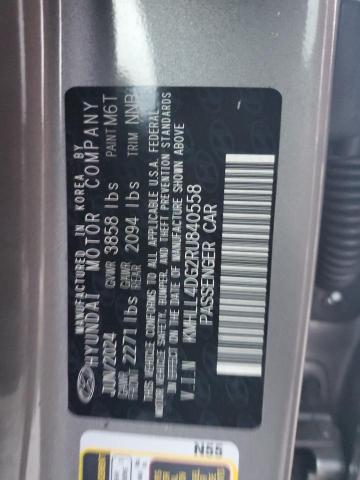 MANUFACTURED IN KOREA BY
HYUNDAI MOTOR COMPANY
JUN/2024 GVWR 3858 lbs PAINT M6T
GAWR FRONT 2271 lbs GAWR REAR 2094 lbs TRIM NNB
THIS VEHICLE CONFORMS TO ALL APPLICABLE U.S.A. FEDERAL
MOTOR VEHICLE SAFETY, BUMPER, AND THEFT PREVENTION STANDARDS
IN EFFECT ON THE DATE OF MANUFACTURE SHOWN ABOVE
V.I.N KMHLL4DG2RU840558
PASSENGER CAR
N55